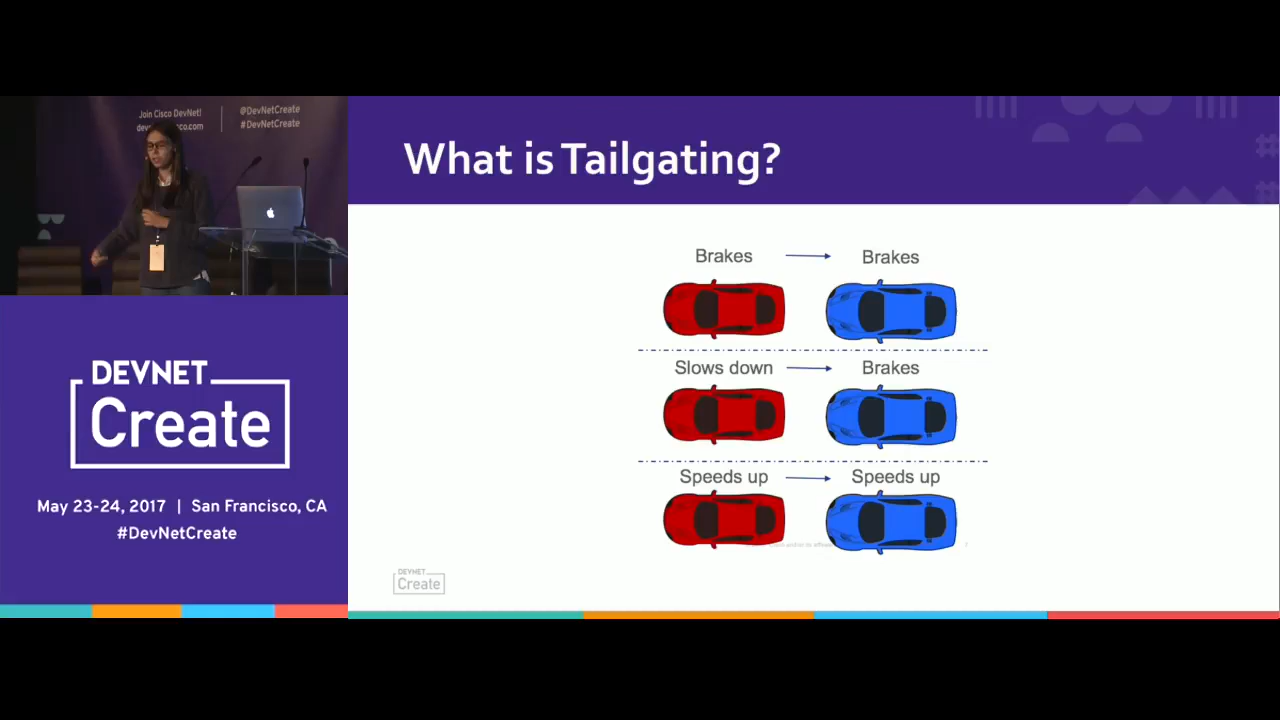 Join Cisco DevNet!
@DevNetCreate
#DevNetCreate
What is Tailgating?
Brakes
Brakes
Slows down
Brakes
Speeds up
Speeds up
DEVNET
Create
DEVNET
Create
May 23-24, 2017 | San Francisco, CA
#DevNetCreate